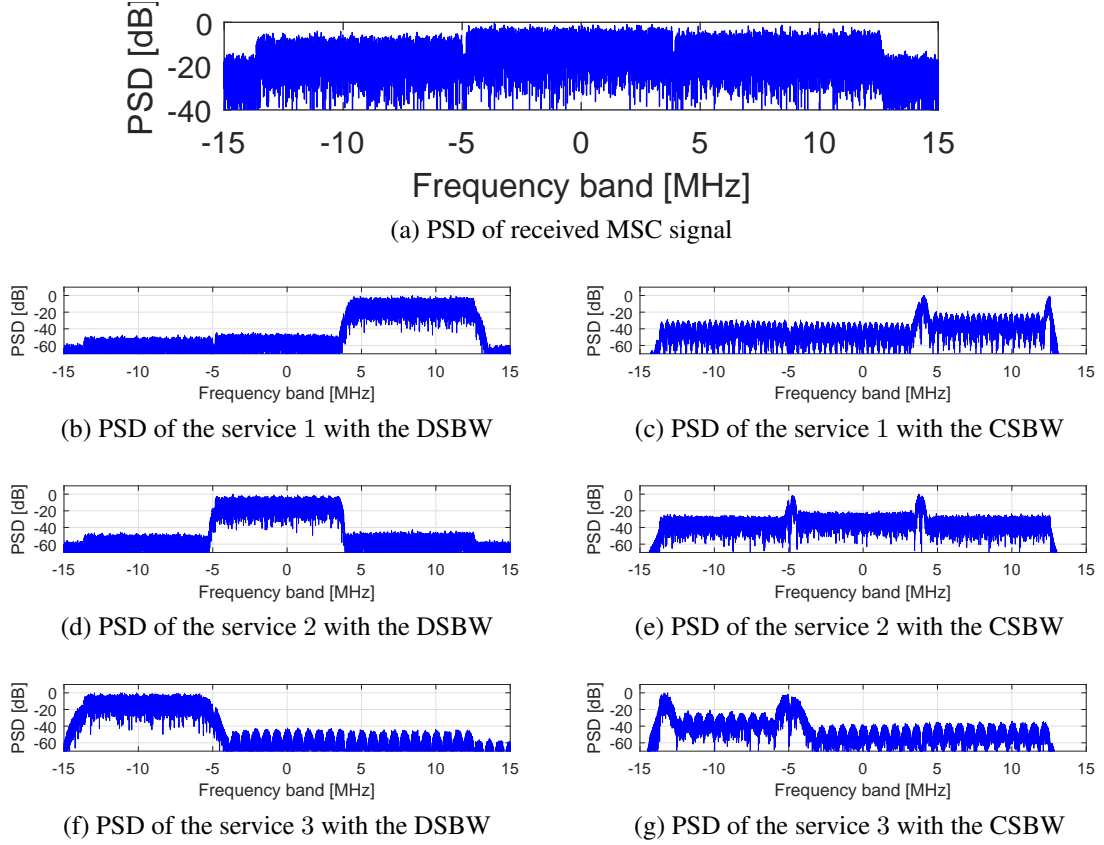 PSD [dB]
0
-20
-40
-15 -10 -5 0 5 10 15
Frequency band [MHz]
(a) PSD of received MSC signal
PSD [dB]
0
-20
-40
-60
-15 -10 -5 0 5 10 15
Frequency band [MHz]
(b) PSD of the service 1 with the DSBW
PSD [dB]
0
-20
-40
-60
-15 -10 -5 0 5 10 15
Frequency band [MHz]
(c) PSD of the service 1 with the CSBW
PSD [dB]
0
-20
-40
-60
-15 -10 -5 0 5 10 15
Frequency band [MHz]
(d) PSD of the service 2 with the DSBW
PSD [dB]
0
-20
-40
-60
-15 -10 -5 0 5 10 15
Frequency band [MHz]
(e) PSD of the service 2 with the CSBW
PSD [dB]
0
-20
-40
-60
-15 -10 -5 0 5 10 15
Frequency band [MHz]
(f) PSD of the service 3 with the DSBW
PSD [dB]
0
-20
-40
-60
-15 -10 -5 0 5 10 15
Frequency band [MHz]
(g) PSD of the service 3 with the CSBW